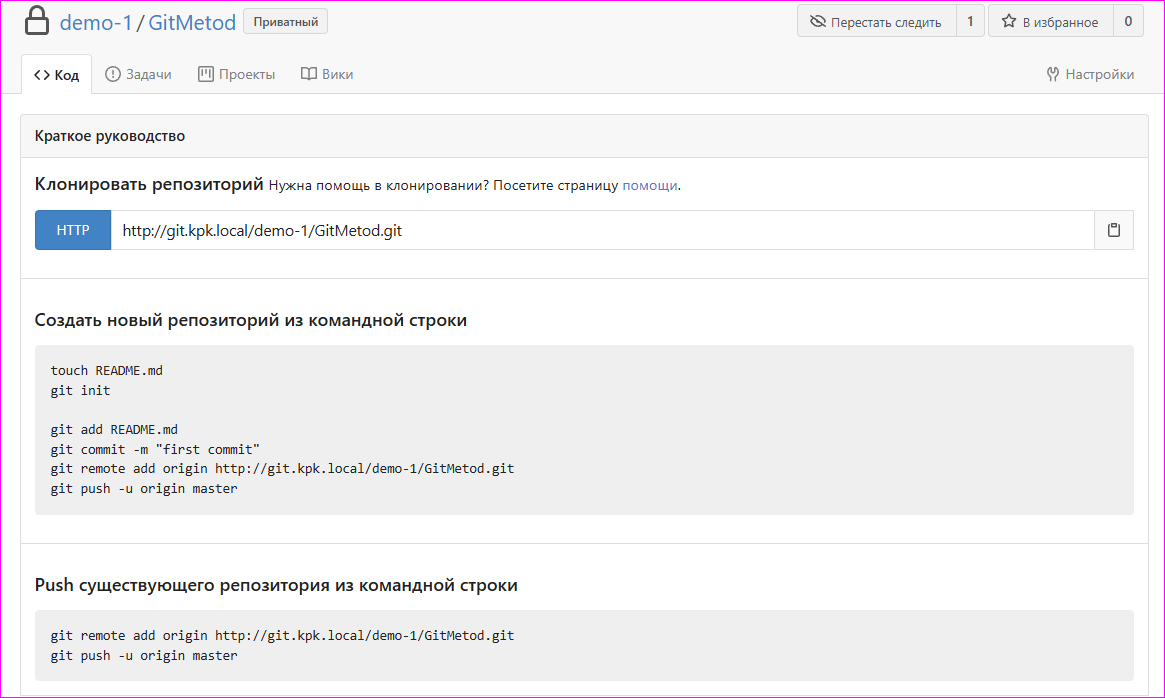 demo-1 / GitMetod Приватный Перестать следить 1 В избранное 0
Код Задачи Проекты Вики Настройки
Краткое руководство
Клонировать репозиторий Нужна помощь в клонировании? Посетите страницу помощи.
HTTP http://git.kpk.local/demo-1/GitMetod.git
Создать новый репозиторий из командной строки
touch README.md
git init
git add README.md
git commit -m "first commit"
git remote add origin http://git.kpk.local/demo-1/GitMetod.git
git push -u origin master
Push существующего репозитория из командной строки
git remote add origin http://git.kpk.local/demo-1/GitMetod.git
git push -u origin master